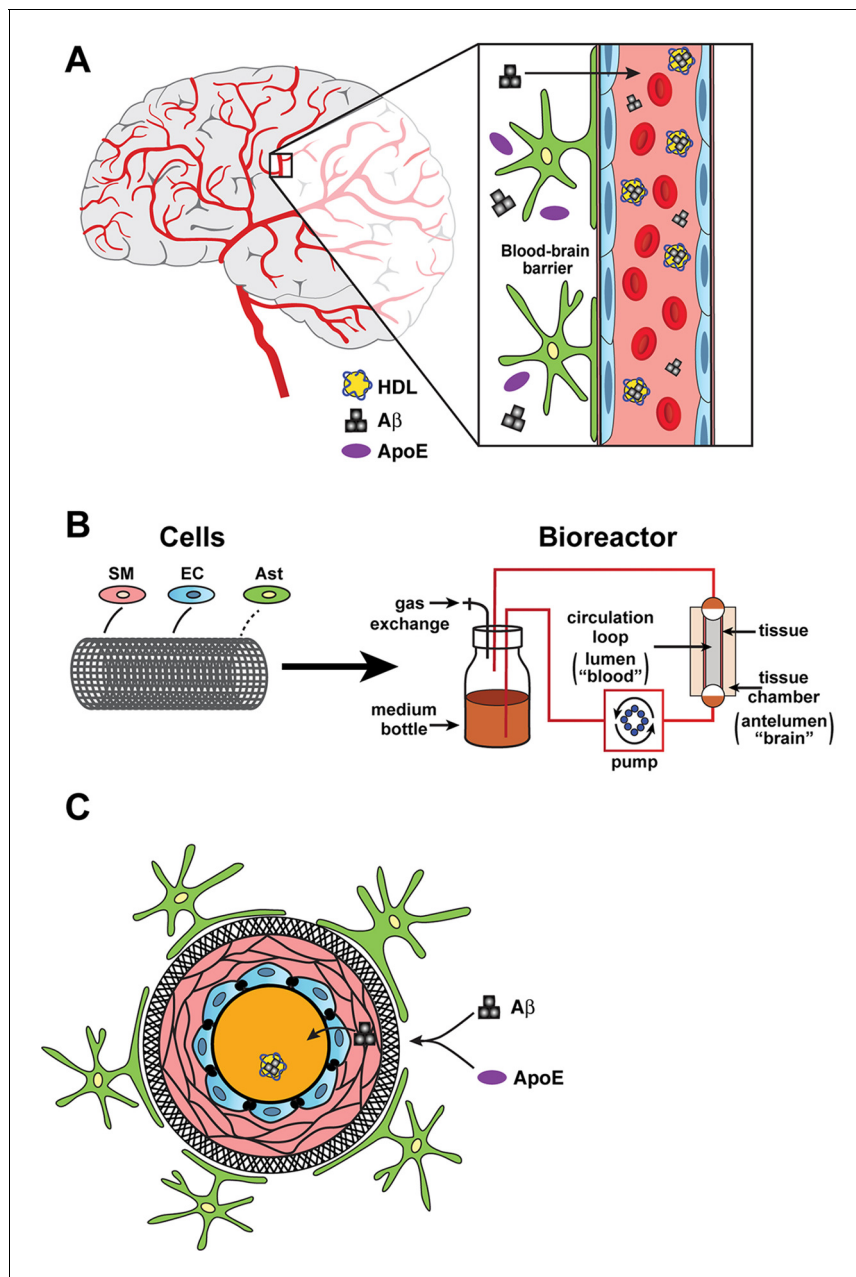 A
Blood-brain
barrier
HDL
Aβ
ApoE
B
Cells
Bioreactor
SM
EC
Ast
gas
exchange
medium
bottle
circulation
loop
(lumen
“blood”)
pump
tissue
tissue
chamber
(antelumen
“brain”)
C
Aβ
ApoE